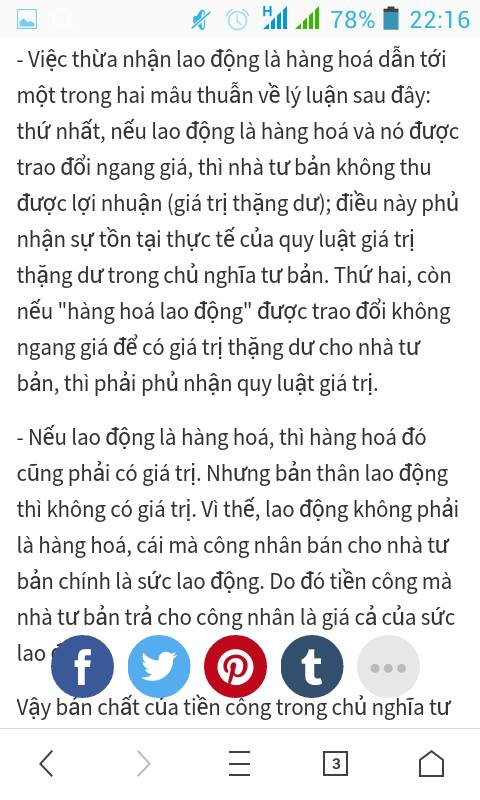 H 78% 22:16
- Việc thừa nhận lao động là hàng hoá dẫn tới
một trong hai mâu thuẫn về lý luận sau đây:
thứ nhất, nếu lao động là hàng hoá và nó được
trao đổi ngang giá, thì nhà tư bản không thu
được lợi nhuận (giá trị thặng dư); điều này phủ
nhận sự tồn tại thực tế của quy luật giá trị
thặng dư trong chủ nghĩa tư bản. Thứ hai, còn
nếu "hàng hoá lao động" được trao đổi không
ngang giá để có giá trị thặng dư cho nhà tư
bản, thì phải phủ nhận quy luật giá trị.
- Nếu lao động là hàng hoá, thì hàng hoá đó
cũng phải có giá trị. Nhưng bản thân lao động
thì không có giá trị. Vì thế, lao động không phải
là hàng hoá, cái mà công nhân bán cho nhà tư
bản chính là sức lao động. Do đó tiền công mà
nhà tư bản trả cho công nhân là giá cả của sức
lao
f t
Vậy bản chất của tiền công trong chủ nghĩa tư
3